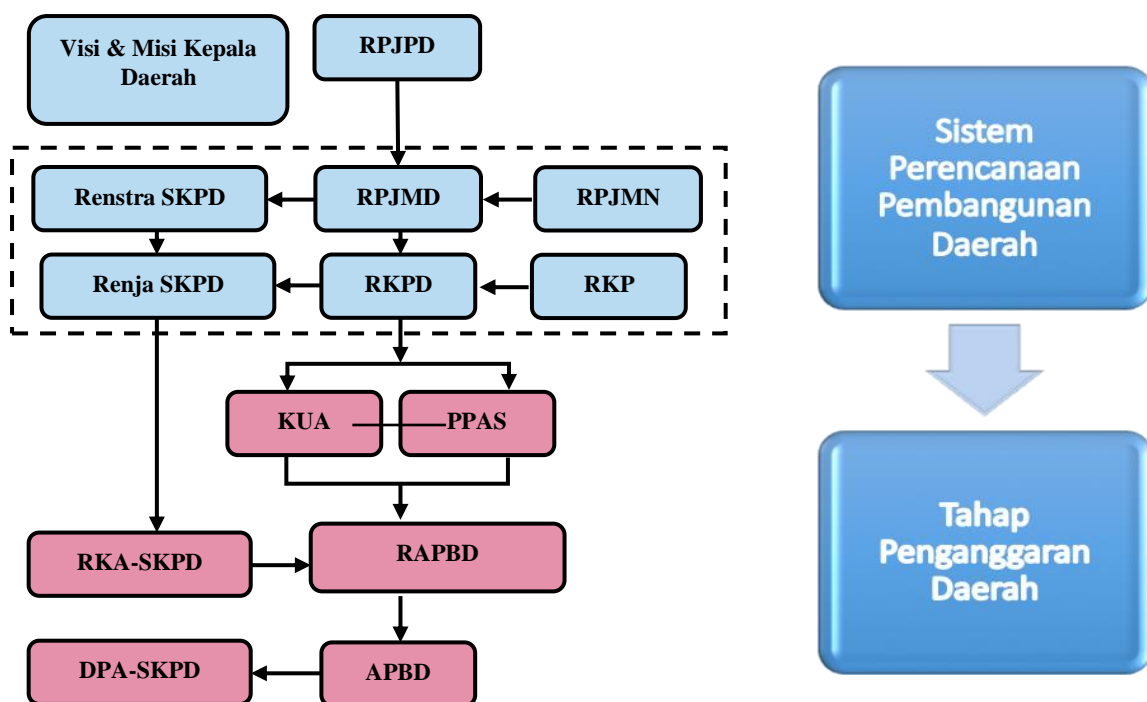 Visi & Misi Kepala
Daerah
RPJPD
Renstra SKPD
RPJMD
RPJMN
Renja SKPD
RKPD
RKP
KUA
PPAS
RKA-SKPD
RAPBD
DPA-SKPD
APBD
Sistem
Perencanaan
Pembangunan
Daerah
Tahap
Penganggaran
Daerah